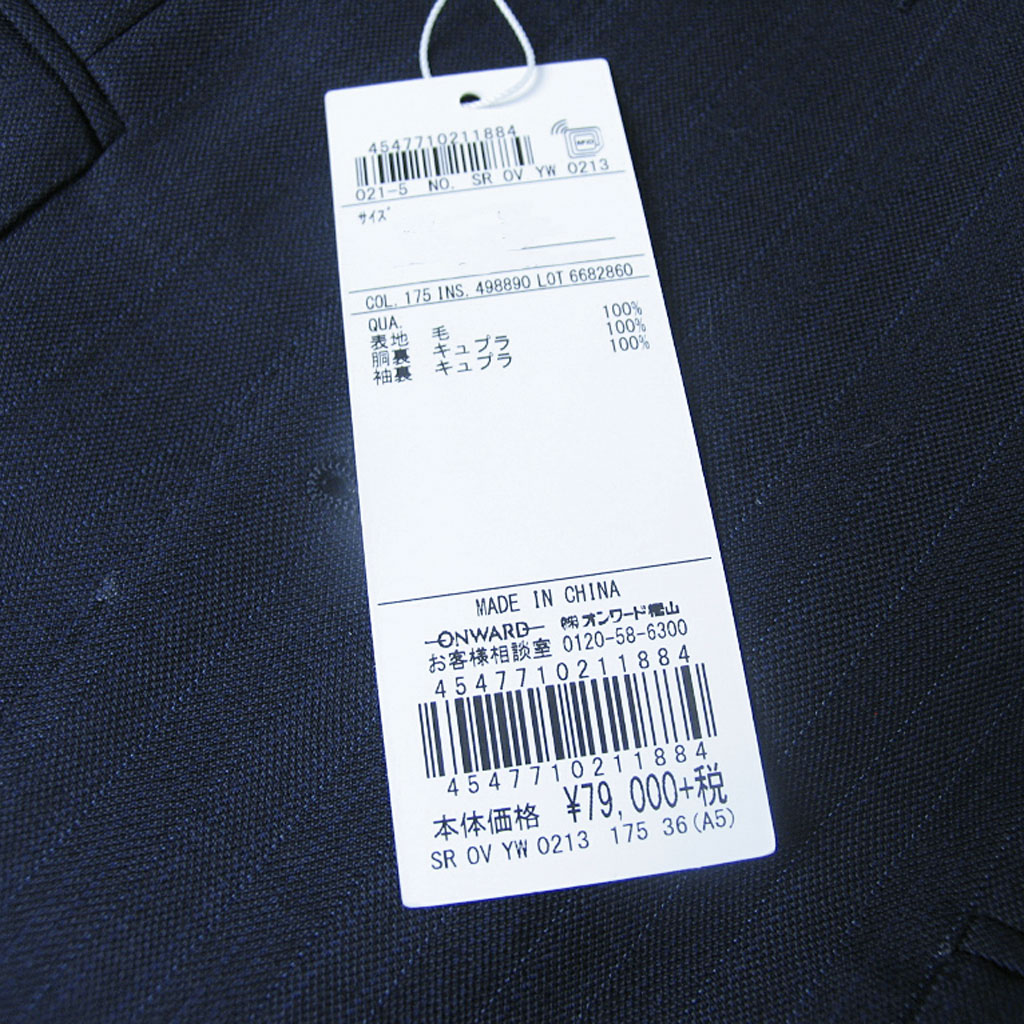 4547710211884
RFID
021-5 NO. SR OV YW 0213
サイズ
COL. 175 INS. 498890 LOT 6682860
QUA.
表地 毛 100%
胴裏 キュプラ 100%
袖裏 キュプラ 100%
MADE IN CHINA
ONWARD ㈱オンワード樫山
お客様相談室 0120-58-6300
4547710211884
4547710211884
本体価格 ¥79,000+税
SR OV YW 0213 175 36(A5)